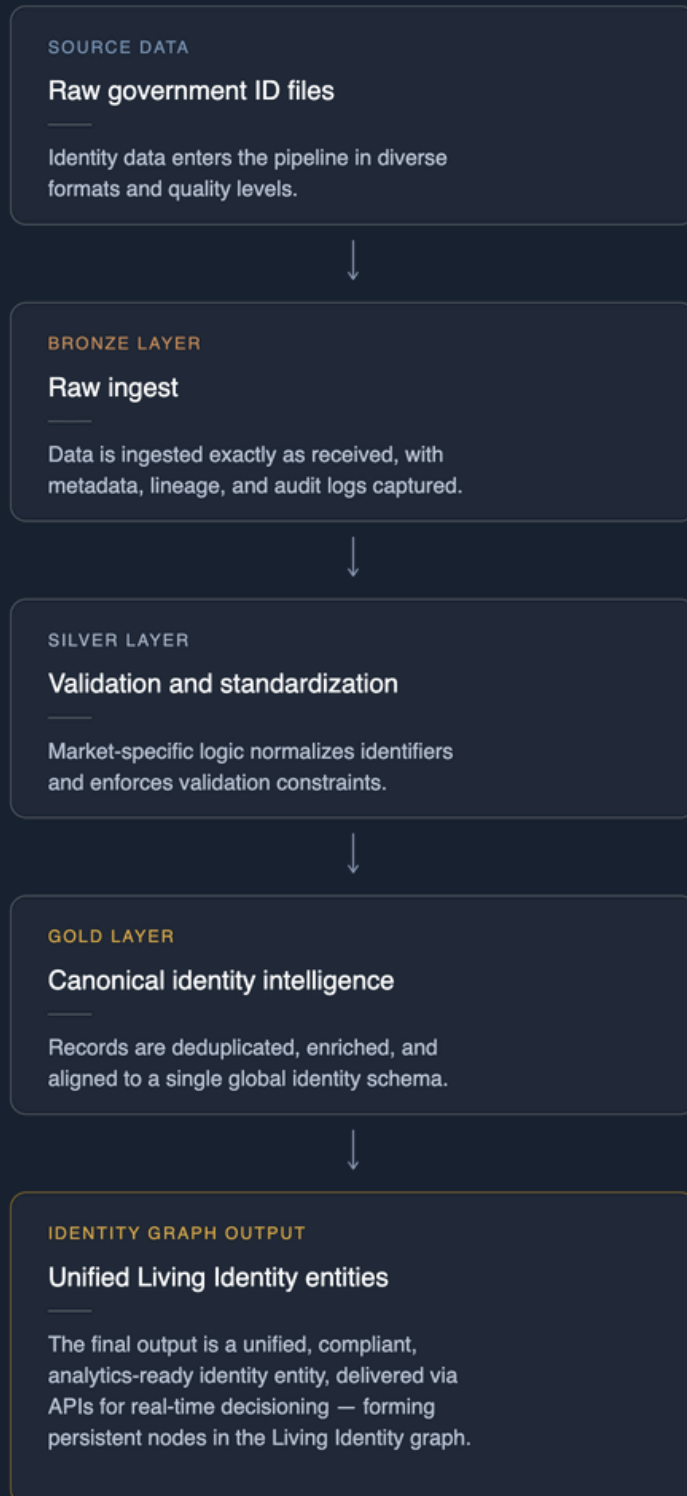 SOURCE DATA
Raw government ID files
Identity data enters the pipeline in diverse
formats and quality levels.
BRONZE LAYER
Raw ingest
Data is ingested exactly as received, with
metadata, lineage, and audit logs captured.
SILVER LAYER
Validation and standardization
Market-specific logic normalizes identifiers
and enforces validation constraints.
GOLD LAYER
Canonical identity intelligence
Records are deduplicated, enriched, and
aligned to a single global identity schema.
IDENTITY GRAPH OUTPUT
Unified Living Identity entities
The final output is a unified, compliant,
analytics-ready identity entity, delivered via
APIs for real-time decisioning — forming
persistent nodes in the Living Identity graph.